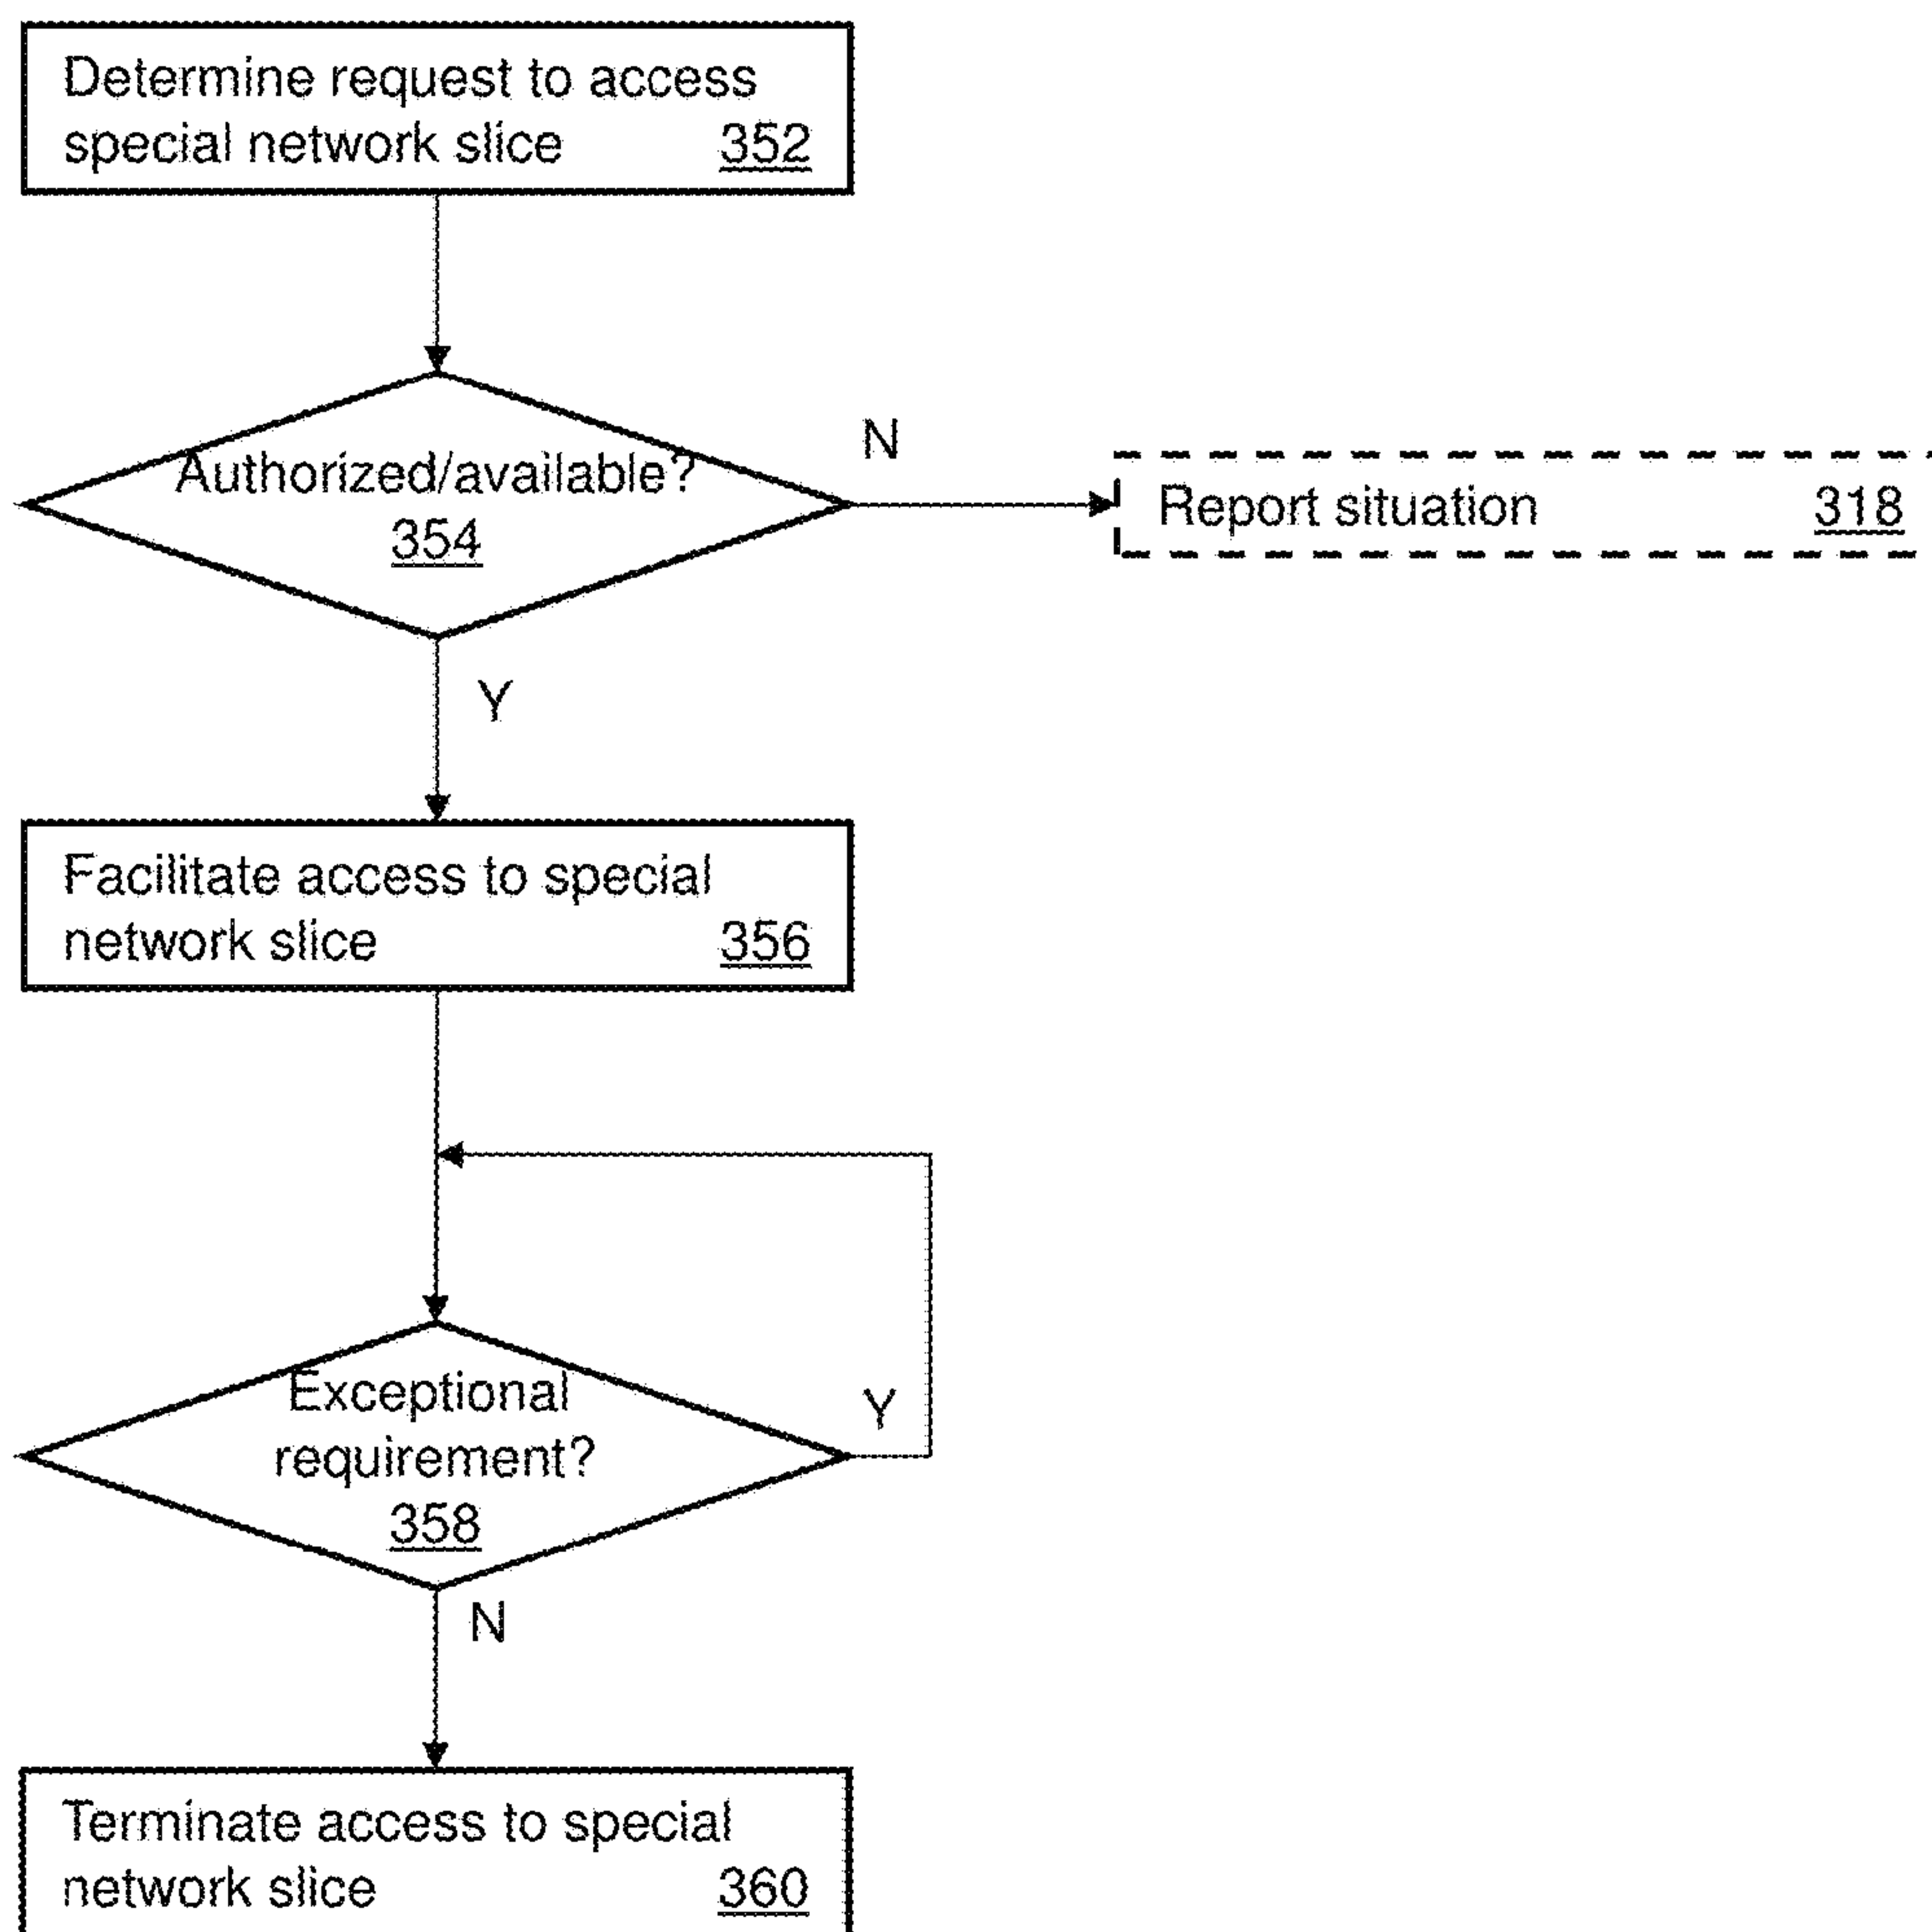 Determine request to access
special network slice 352
N
Authorized/available?
354
Report situation 318
Y
Facilitate access to special
network slice 356
Exceptional
requirement?
358
Y
N
Terminate access to special
network slice 360